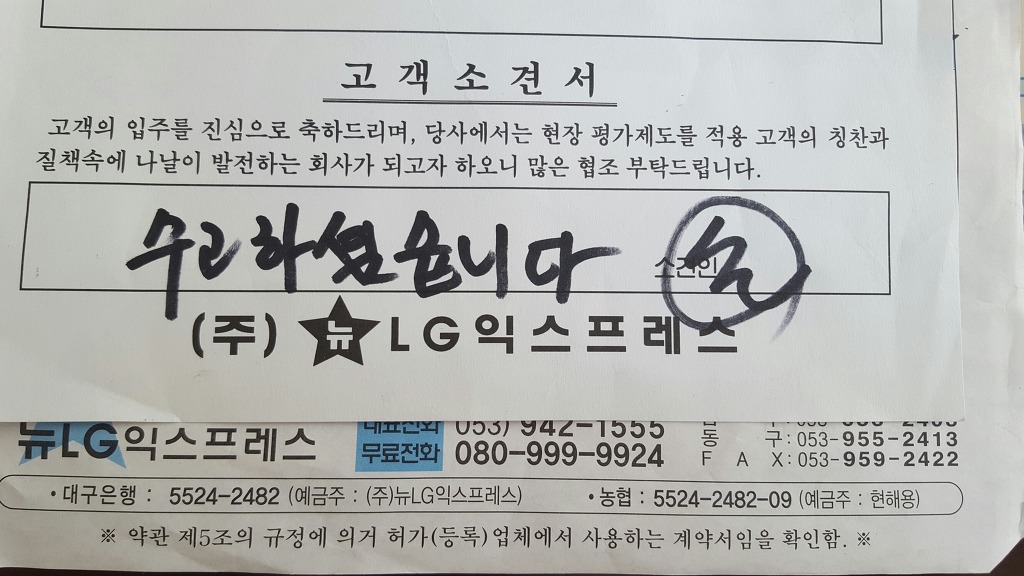 고객소견서
고객의 입주를 진심으로 축하드리며, 당사에서는 현장 평가제도를 적용 고객의 칭찬과
질책속에 나날이 발전하는 회사가 되고자 하오니 많은 협조 부탁드립니다.
수고하셨습니다
소견인
(주) 뉴 LG익스프레스
뉴LG익스프레스
대표전화 053) 942-1555
무료전화 080-999-9924
동 구: 053-955-2413
F A X: 053-959-2422
•대구은행 : 5524-2482 (예금주 : (주)뉴LG익스프레스)
•농협 : 5524-2482-09 (예금주 : 현해용)
※ 약관 제5조의 규정에 의거 허가(등록)업체에서 사용하는 계약서임을 확인함. ※